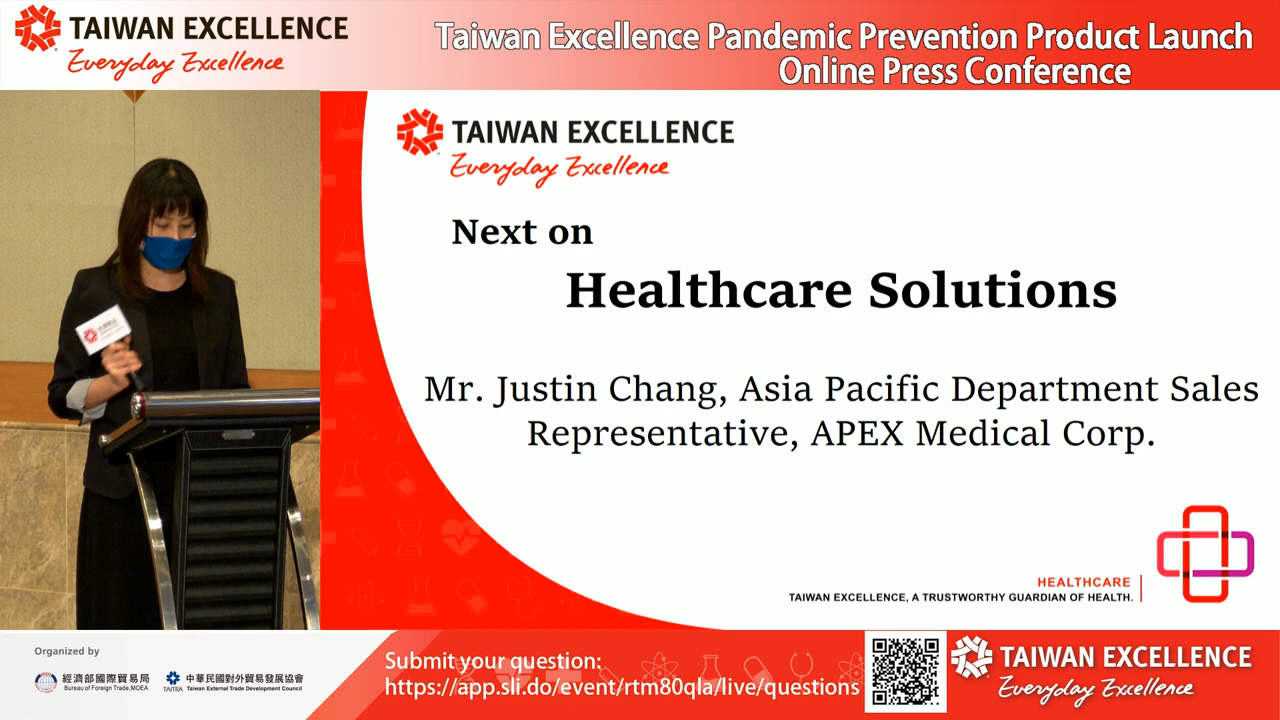 TAIWAN EXCELLENCE
Everyday Excellence
Taiwan Excellence Pandemic Prevention Product Launch
Online Press Conference
TAIWAN EXCELLENCE
Everyday Excellence
Next on
Healthcare Solutions
Mr. Justin Chang, Asia Pacific Department Sales
Representative, APEX Medical Corp.
HEALTHCARE
TAIWAN EXCELLENCE, A TRUSTWORTHY GUARDIAN OF HEALTH.
Organized by
經濟部國際貿易局
Bureau of Foreign Trade,MOEA
TAITRA
中華民國對外貿易發展協會
Taiwan External Trade Development Council
Submit your question:
https://app.sli.do/event/rtm80qla/live/questions
TAIWAN EXCELLENCE
Everyday Excellence